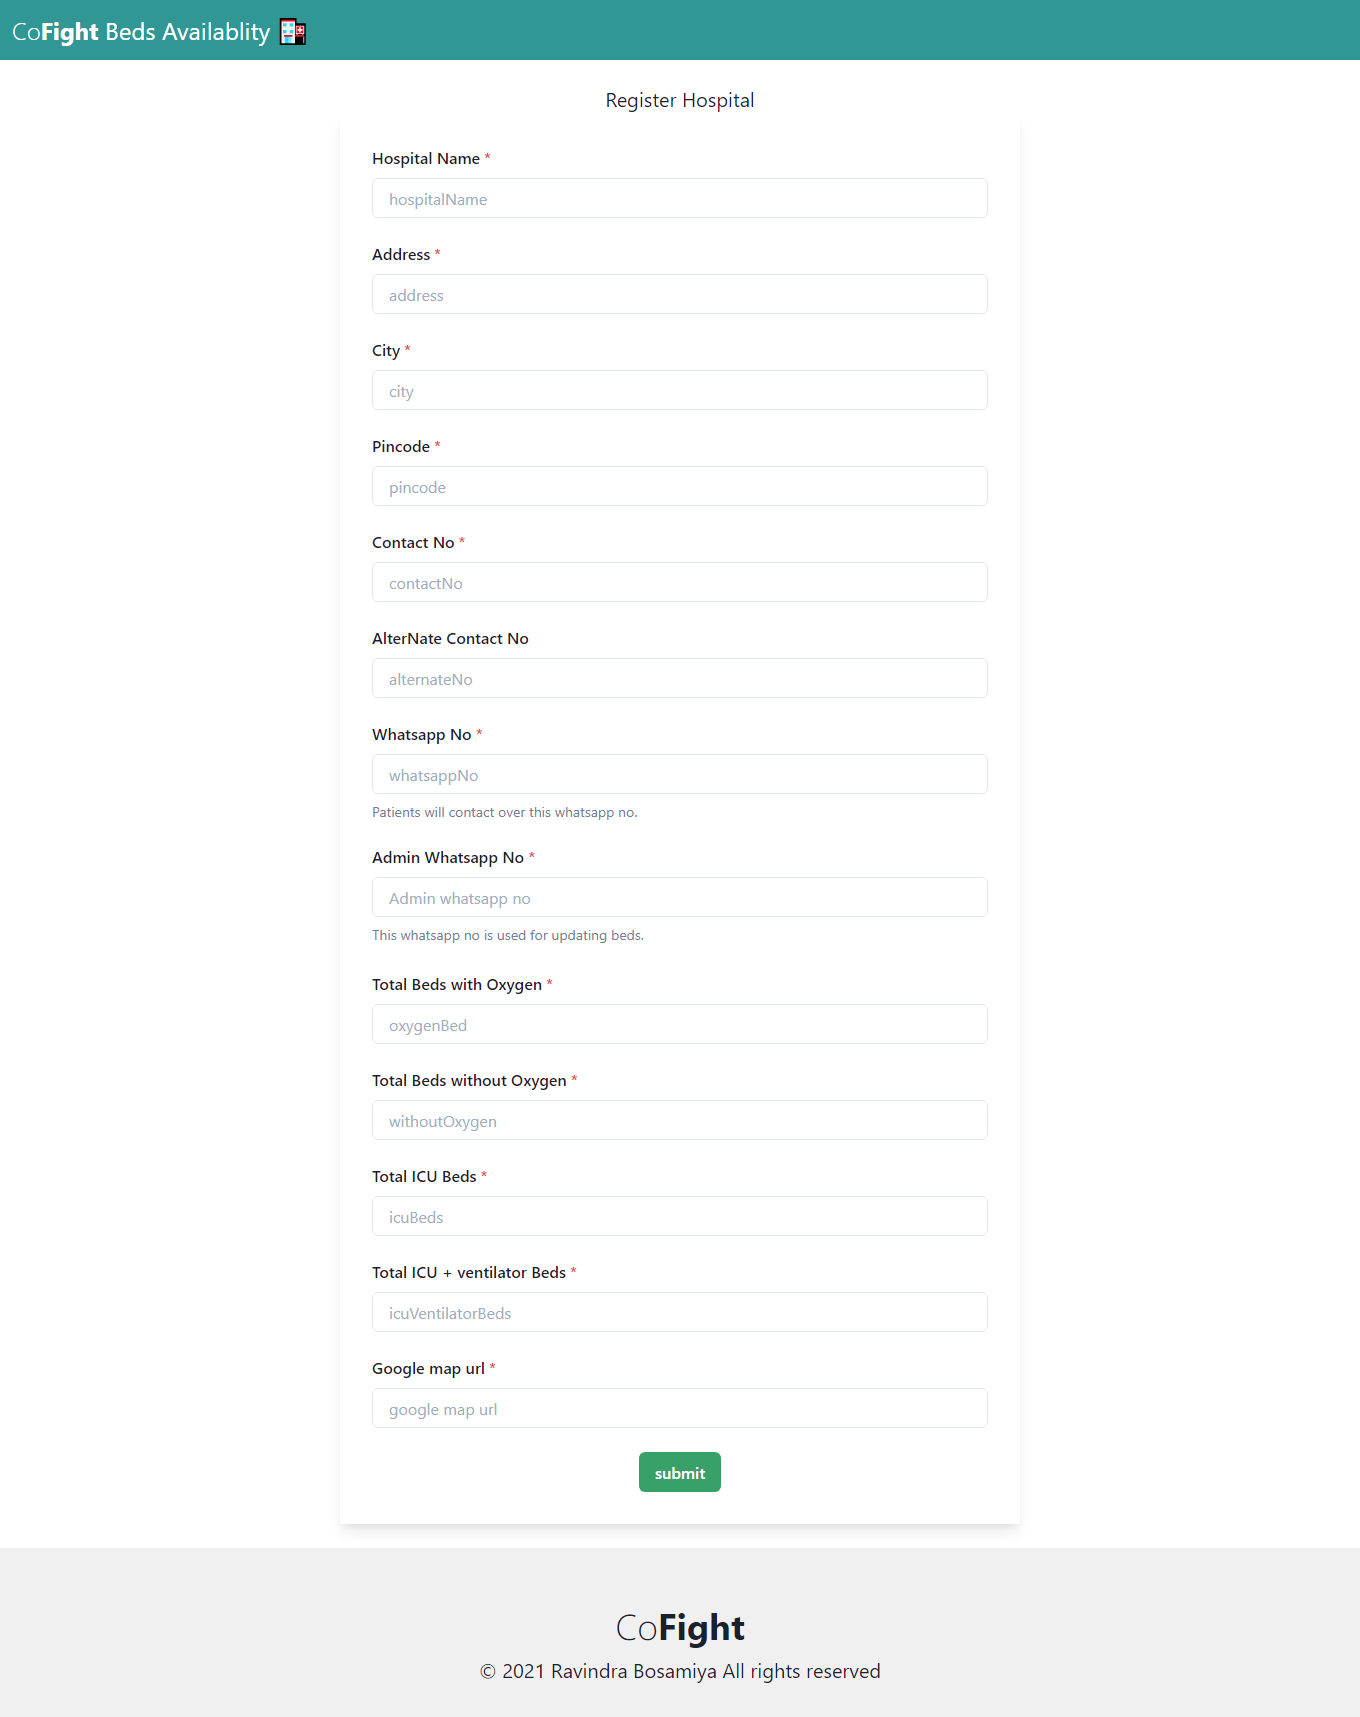 CoFight Beds Availablity
Register Hospital
Hospital Name *
hospitalName
Address *
address
City *
city
Pincode *
pincode
Contact No *
contactNo
AlterNate Contact No
alternateNo
Whatsapp No *
whatsappNo
Patients will contact over this whatsapp no.
Admin Whatsapp No *
Admin whatsapp no
This whatsapp no is used for updating beds.
Total Beds with Oxygen *
oxygenBed
Total Beds without Oxygen *
withoutOxygen
Total ICU Beds *
icuBeds
Total ICU + ventilator Beds *
icuVentilatorBeds
Google map url *
google map url
submit
CoFight
© 2021 Ravindra Bosamiya All rights reserved